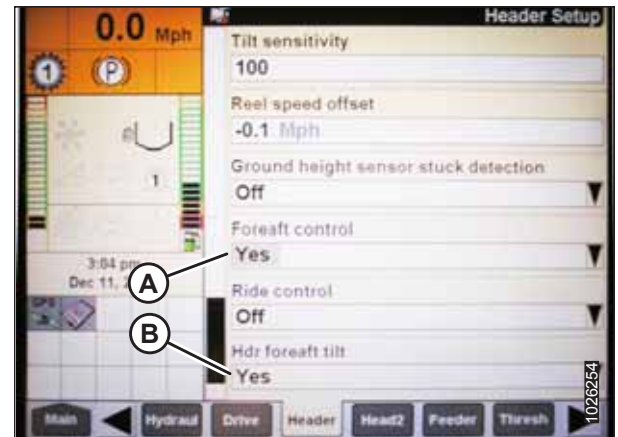 0.0 Mph
Header Setup
1
P
Tilt sensitivity
100
Reel speed offset
-0.1 Mph
Ground height sensor stuck detection
Off
Foreaft control
Yes
Ride control
Off
Hdr foreaft tilt
Yes
1
3:04 pm
Dec 11,
A
B
1026254
Main
Hydraul
Drive
Header
Head2
Feeder
Thresh